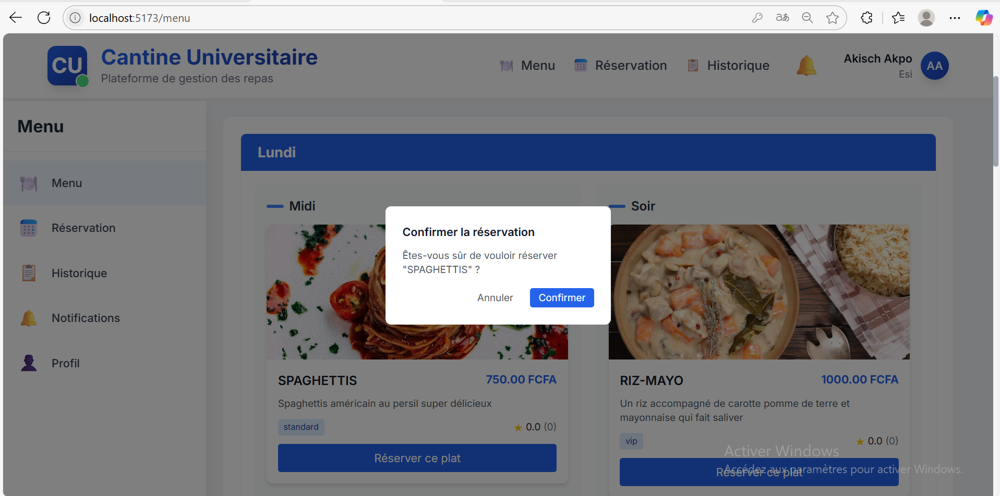 localhost:5173/menu
aあ
CU
Cantine Universitaire
Plateforme de gestion des repas
Menu
Réservation
Historique
Akisch Akpo
Esi
AA
Menu
Menu
Réservation
Historique
Notifications
Profil
Lundi
Midi
Soir
Confirmer la réservation
Êtes-vous sûr de vouloir réserver
"SPAGHETTIS" ?
Annuler
Confirmer
SPAGHETTIS
750.00 FCFA
Spaghettis américain au persil super délicieux
standard
★ 0.0 (0)
Réserver ce plat
RIZ-MAYO
1000.00 FCFA
Un riz accompagné de carotte pomme de terre et
mayonnaise qui fait saliver
vip
★ 0.0 (0)
Réserver ce plat
Activer Windows
Accédez aux paramètres pour activer Windows.